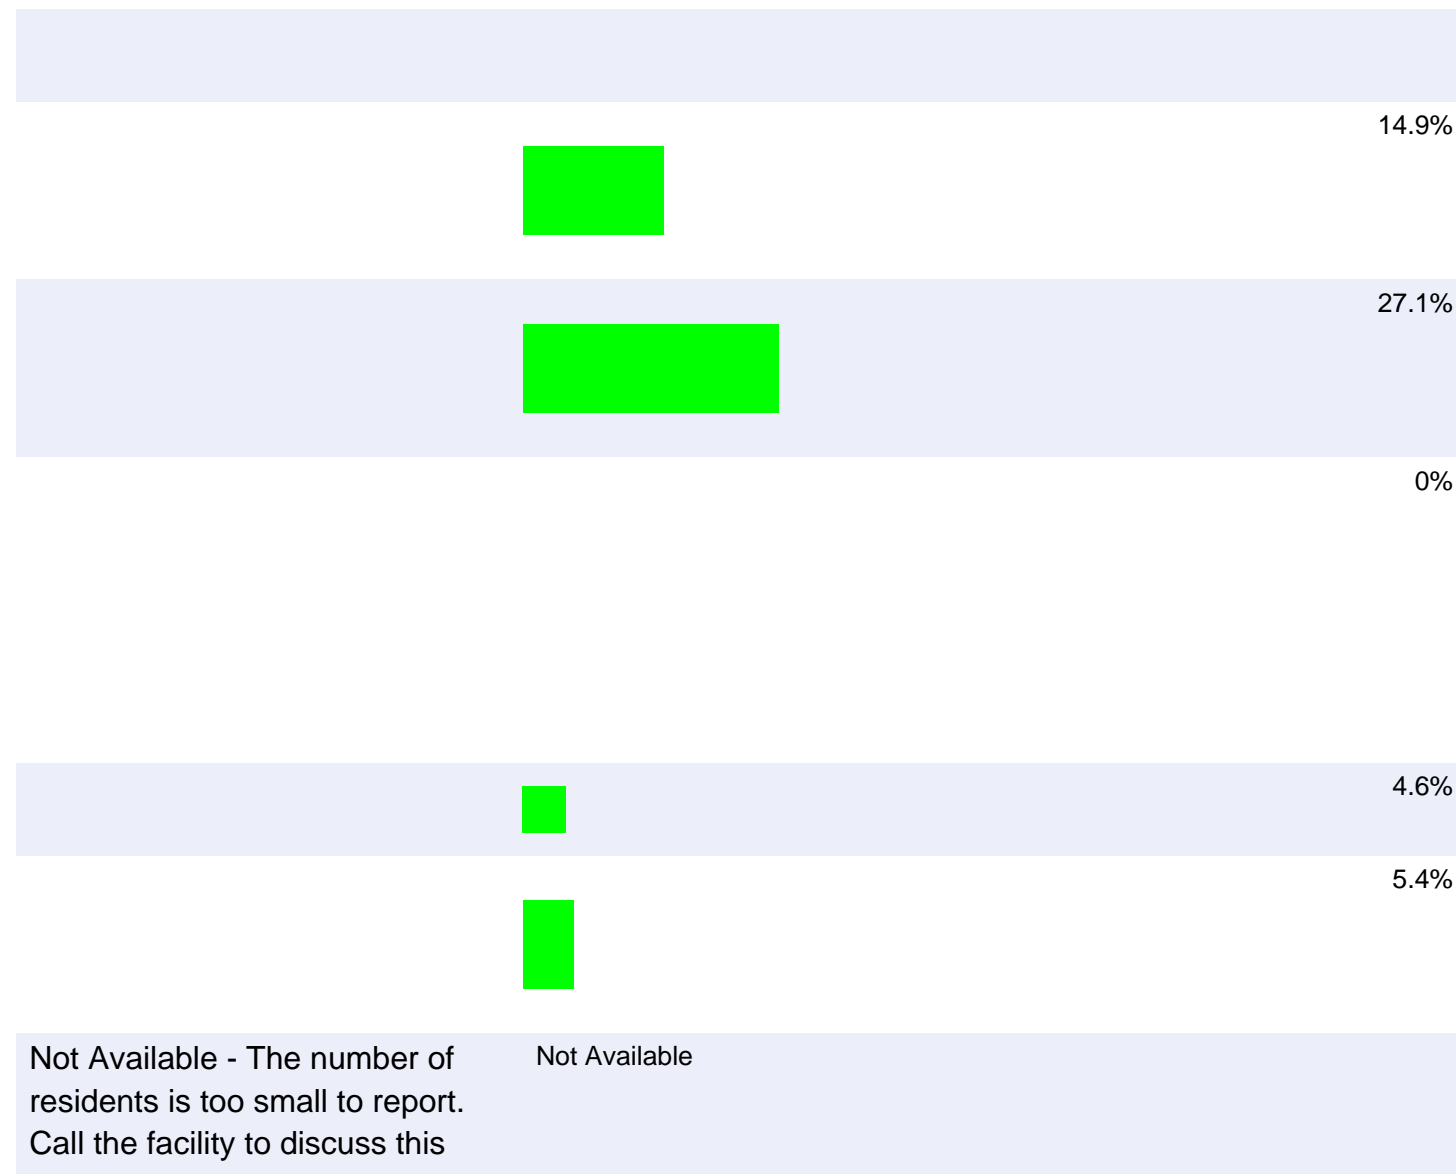 14.9%
27.1%
0%
4.6%
5.4%
Not Available - The number of
residents is too small to report.
Call the facility to discuss this
Not Available